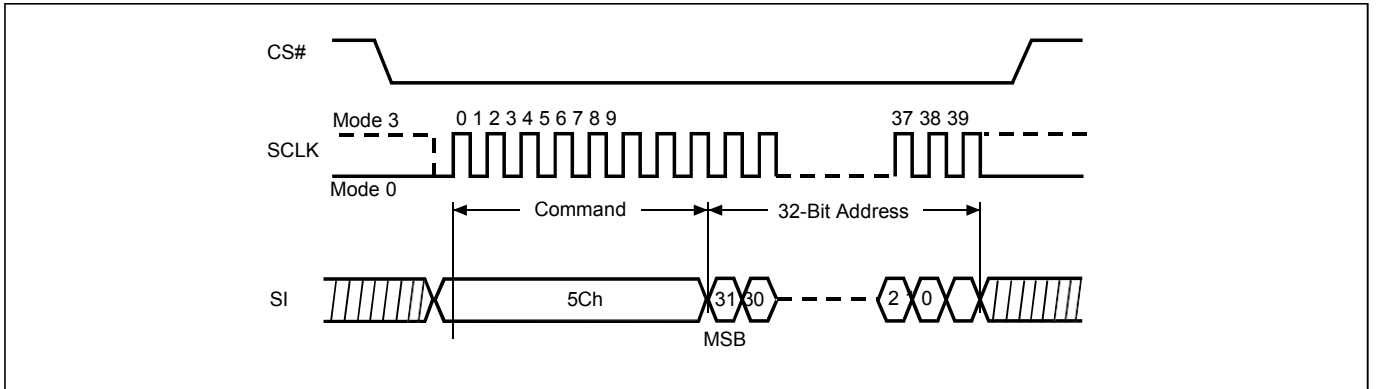 CS#
Mode 3
0 1 2 3 4 5 6 7 8 9
37 38 39
SCLK
Mode 0
Command
32-Bit Address
SI
5Ch
31 30
2 1 0
MSB